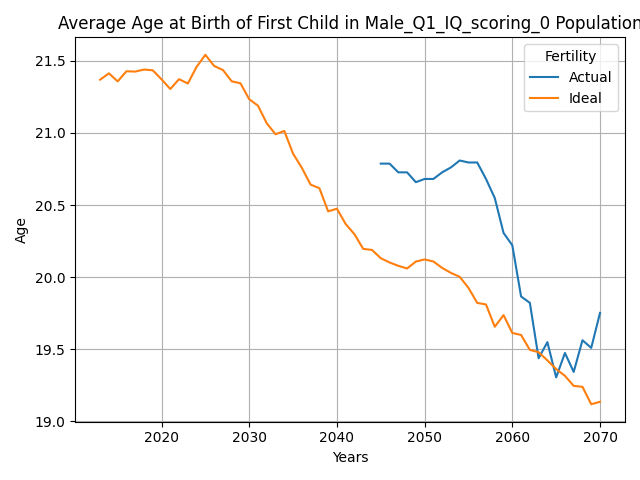 Average Age at Birth of First Child in Male_Q1_IQ_scoring_0 Population
Fertility
Actual
Ideal
Age
21.5
21.0
20.5
20.0
19.5
19.0
2020
2030
2040
2050
2060
2070
Years